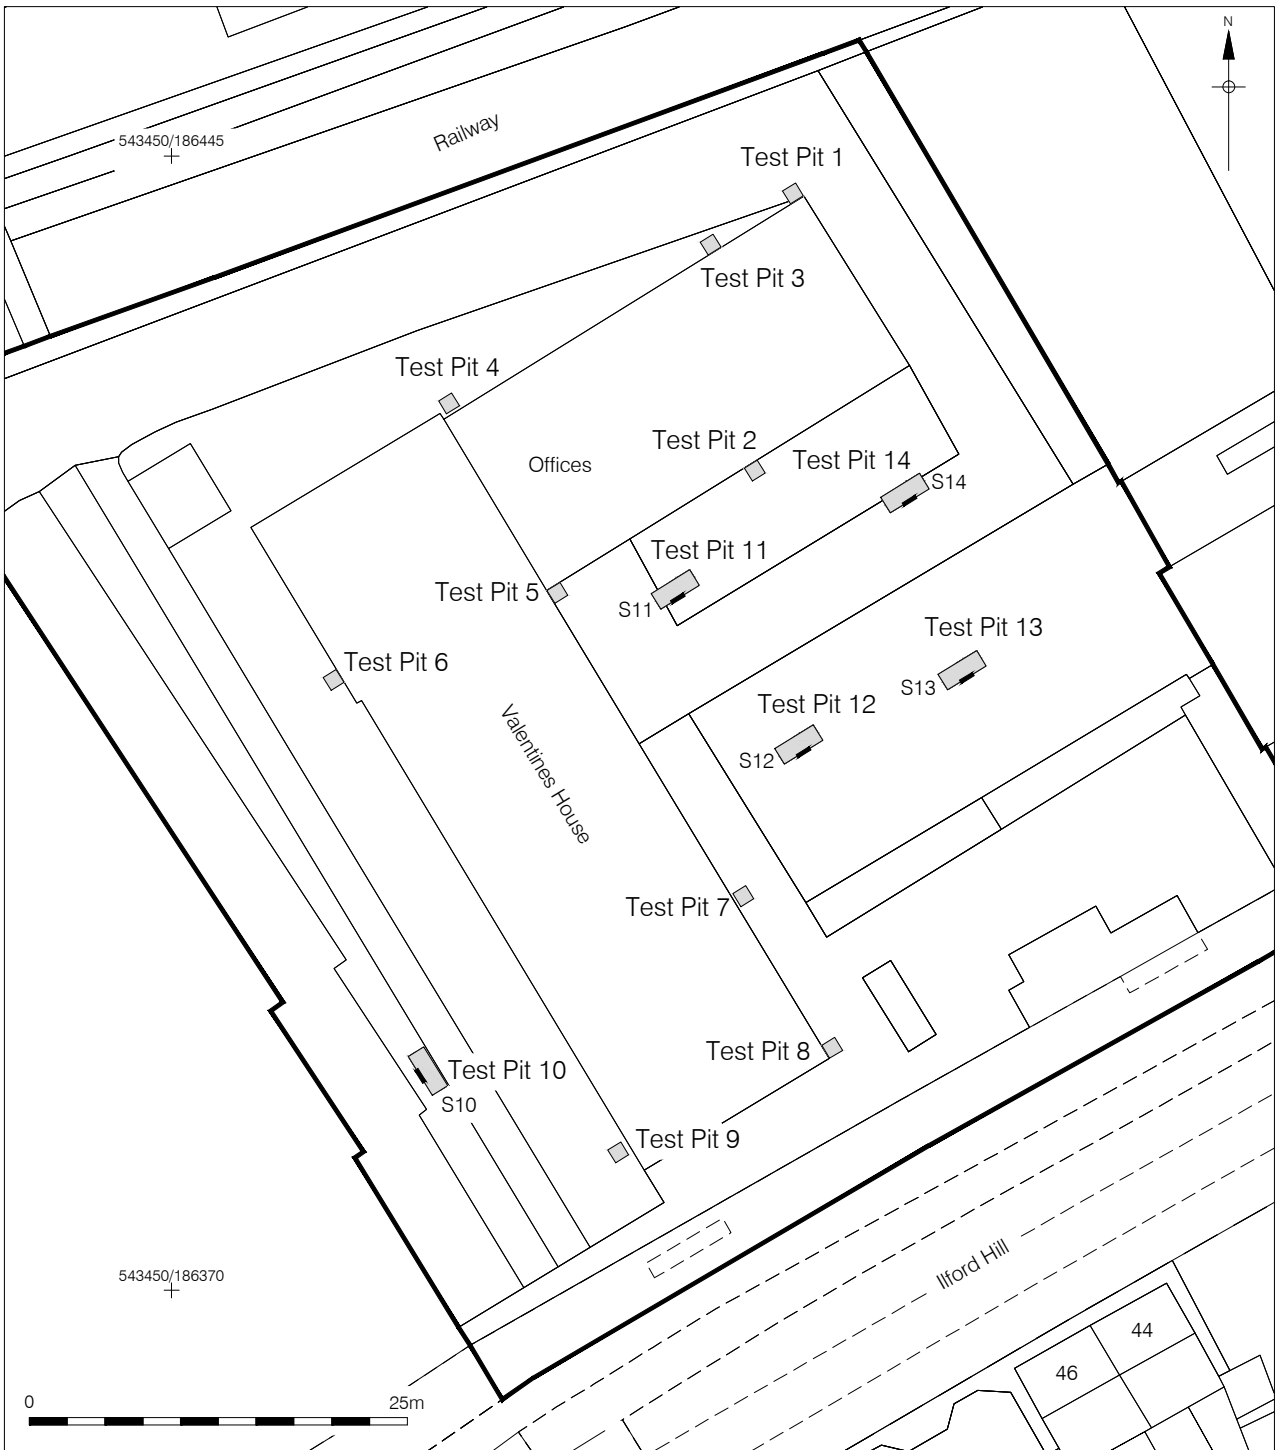 N
543450/186445
Railway
Test Pit 1
Test Pit 3
Test Pit 4
Test Pit 2
Offices
Test Pit 14
S14
Test Pit 11
Test Pit 5
S11
Test Pit 13
Test Pit 6
S13
Test Pit 12
Valentines House
S12
Test Pit 7
Test Pit 8
Test Pit 10
S10
Test Pit 9
Ilford Hill
543450/186370
44
46
0
25m